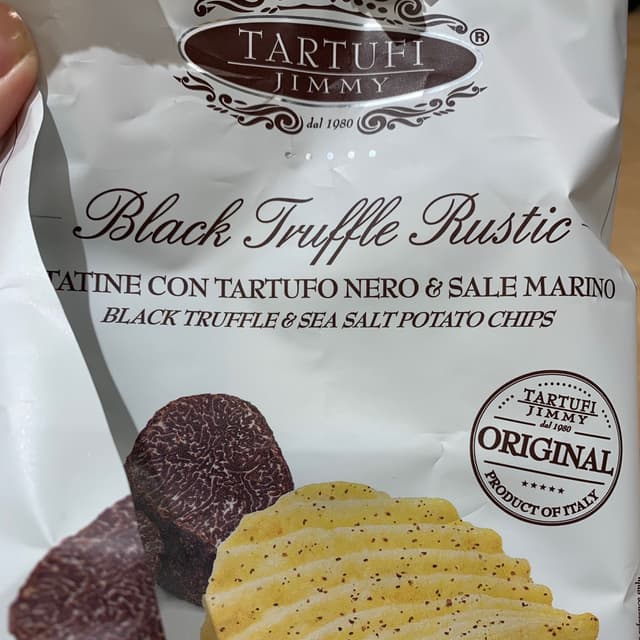 TARTUFI
JIMMY
®
dal 1980
Black Truffle Rustic
TATINE CON TARTUFO NERO & SALE MARINO
BLACK TRUFFLE & SEA SALT POTATO CHIPS
TARTUFI
JIMMY
dal 1980
ORIGINAL
PRODUCT OF ITALY